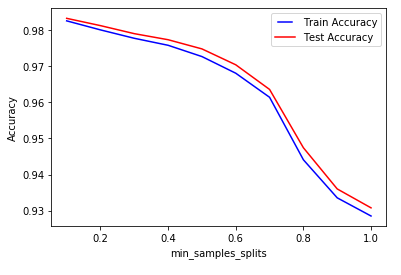 Train Accuracy
Test Accuracy
Accuracy
0.98
0.97
0.96
0.95
0.94
0.93
0.2 0.4 0.6 0.8 1.0
min_samples_splits